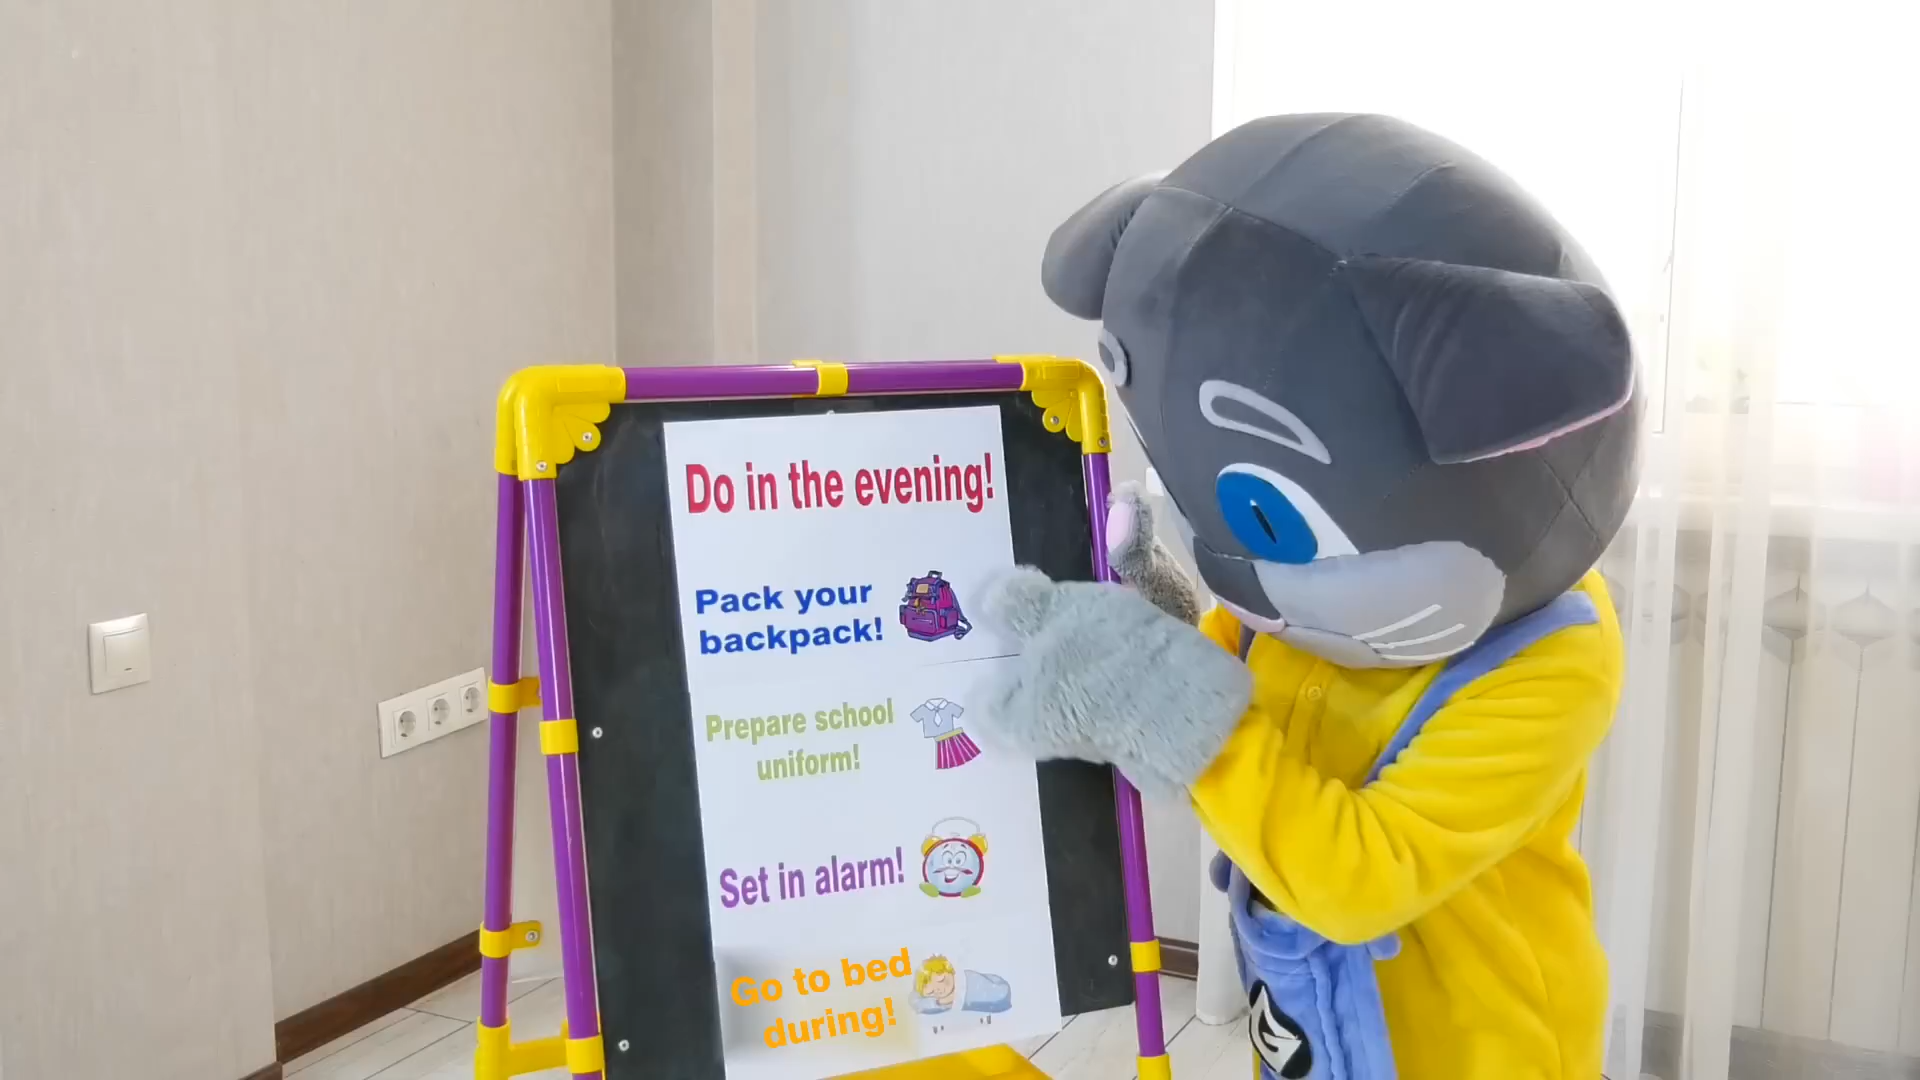 Do in the evening!
Pack your
backpack!
Prepare school
uniform!
Set in alarm!
Go to bed
during!
G